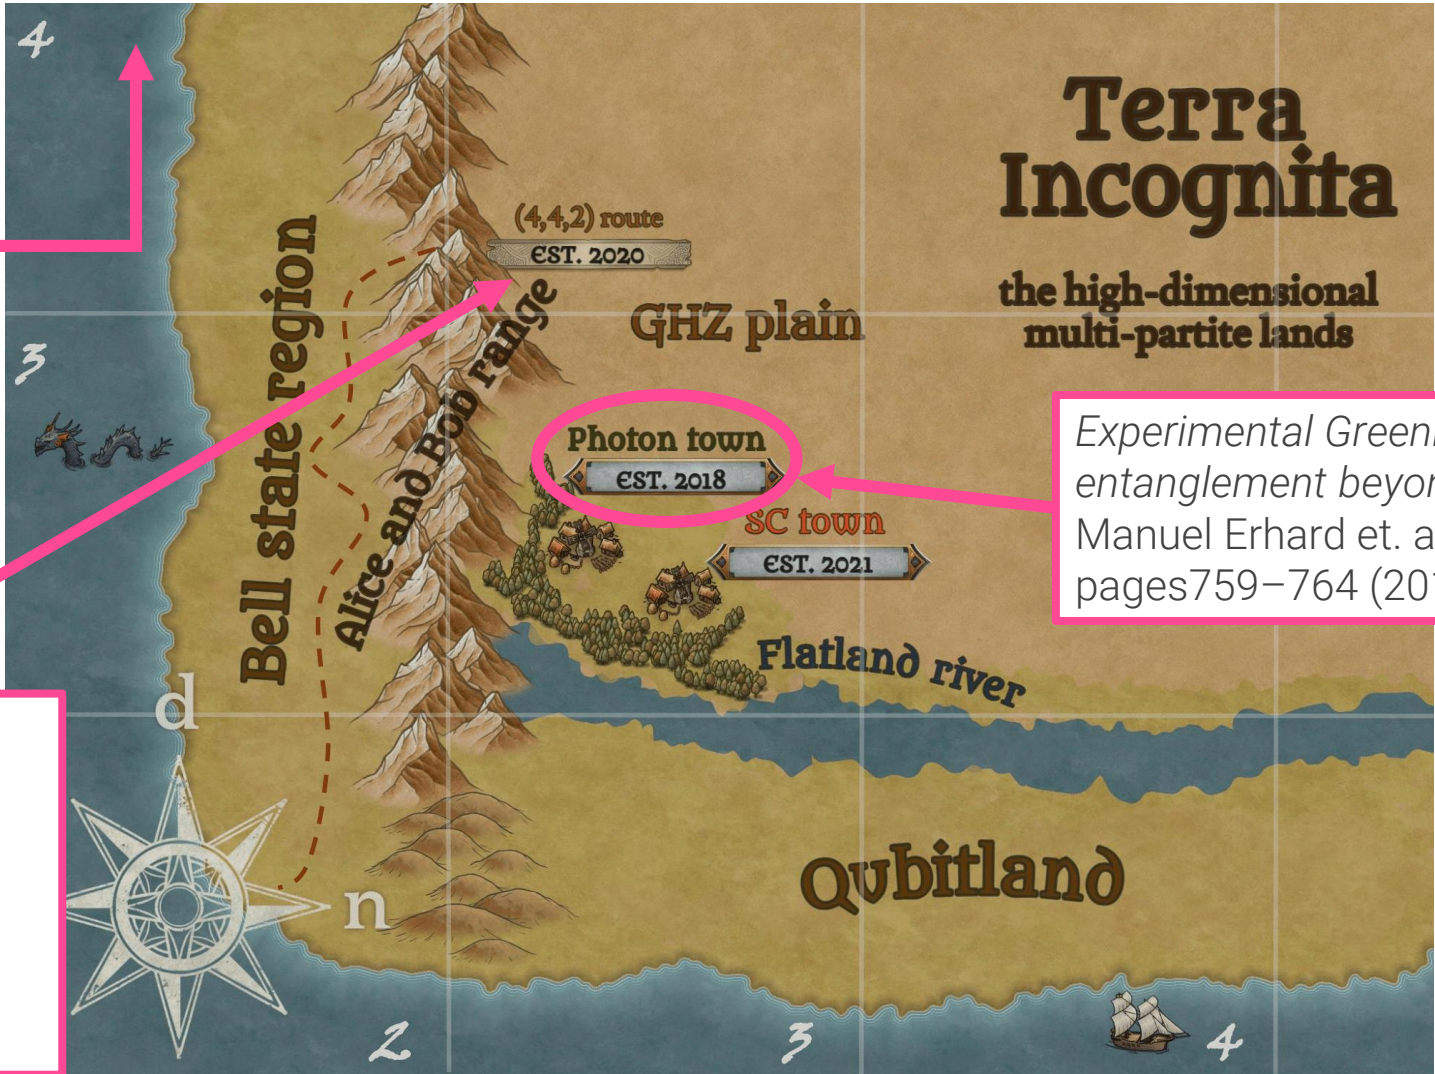 4
Terra
Incognita
(4,4,2) route
EST. 2020
the high-dimensional
multi-partite lands
GHZ plain
3
Bell state region
Alice and Bob range
Photon town
EST. 2018
SC town
EST. 2021
Experimental Green
entanglement beyo
Manuel Erhard et. a
pages759–764 (201
Flatland river
d
n
Qubitland
2
3
4